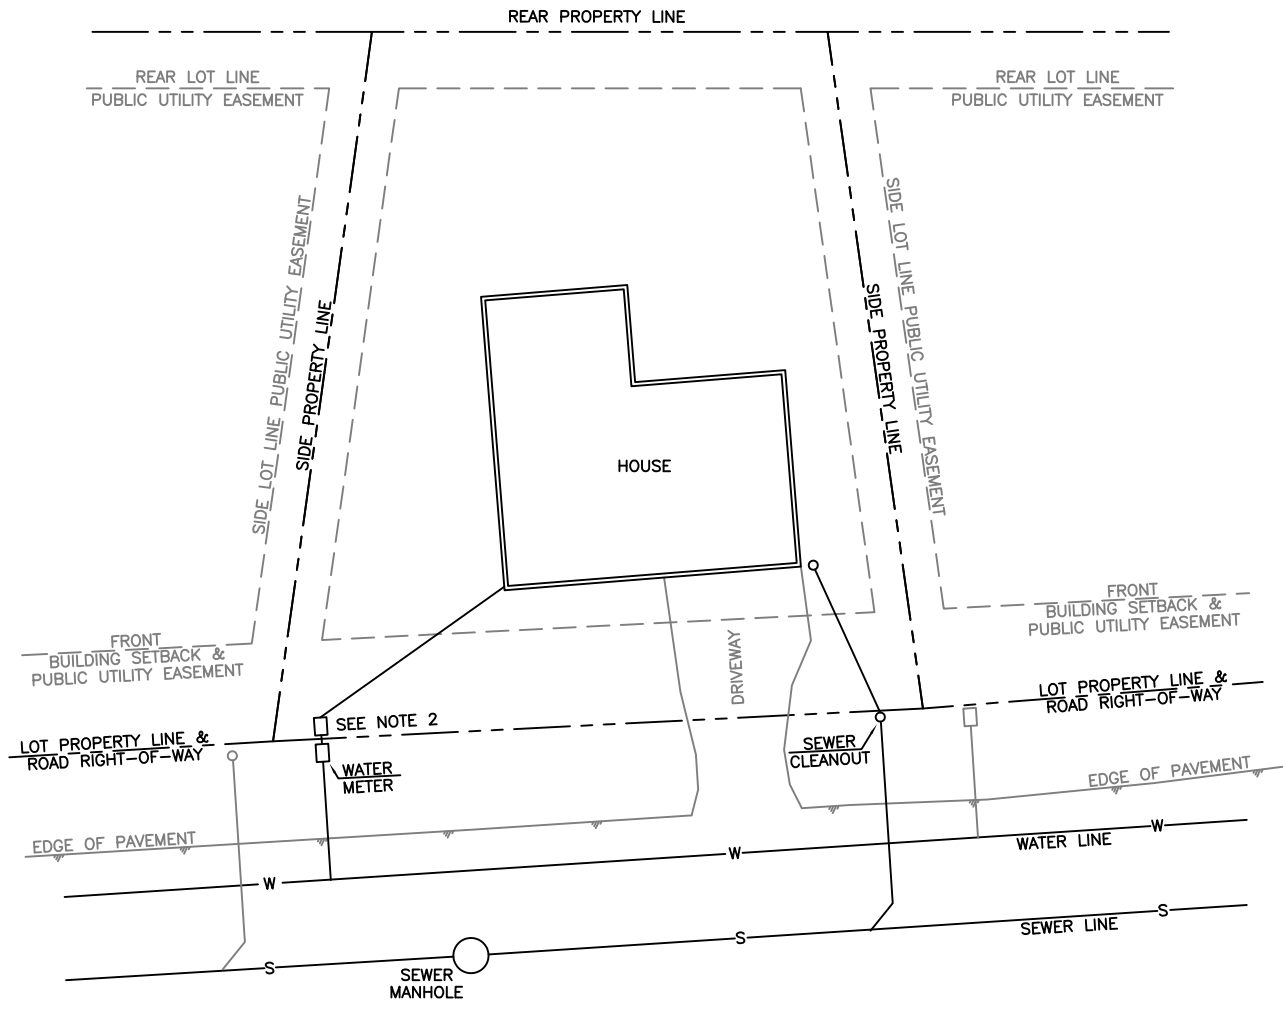 REAR PROPERTY LINE
REAR LOT LINE
PUBLIC UTILITY EASEMENT
REAR LOT LINE
PUBLIC UTILITY EASEMENT
SIDE LOT LINE PUBLIC UTILITY EASEMENT
SIDE PROPERTY LINE
SIDE PROPERTY LINE
SIDE LOT LINE PUBLIC UTILITY EASEMENT
HOUSE
FRONT
BUILDING SETBACK &
PUBLIC UTILITY EASEMENT
FRONT
BUILDING SETBACK &
PUBLIC UTILITY EASEMENT
DRIVEWAY
LOT PROPERTY LINE &
ROAD RIGHT-OF-WAY
SEE NOTE 2
LOT PROPERTY LINE &
ROAD RIGHT-OF-WAY
WATER
METER
SEWER
CLEANOUT
EDGE OF PAVEMENT
EDGE OF PAVEMENT
W
W
W
WATER LINE
S
S
S
SEWER LINE
SEWER
MANHOLE